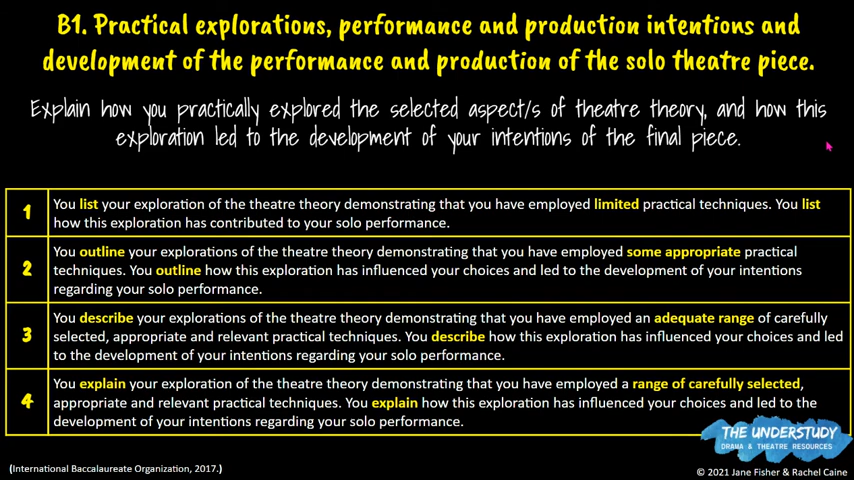 B1. Practical explorations, performance and production intentions and
development of the performance and production of the solo theatre piece.
Explain how you practically explored the selected aspect/s of theatre theory, and how this
exploration led to the development of your intentions of the final piece.
1
You list your exploration of the theatre theory demonstrating that you have employed limited practical techniques. You list
how this exploration has contributed to your solo performance.
2
You outline your explorations of the theatre theory demonstrating that you have employed some appropriate practical
techniques. You outline how this exploration has influenced your choices and led to the development of your intentions
regarding your solo performance.
3
You describe your explorations of the theatre theory demonstrating that you have employed an adequate range of carefully
selected, appropriate and relevant practical techniques. You describe how this exploration has influenced your choices and led
to the development of your intentions regarding your solo performance.
4
You explain your exploration of the theatre theory demonstrating that you have employed a range of carefully selected,
appropriate and relevant practical techniques. You explain how this exploration has influenced your choices and led to the
development of your intentions regarding your solo performance.
THE UNDERSTUDY
DRAMA & THEATRE RESOURCES
(International Baccalaureate Organization, 2017.)
© 2021 Jane Fisher & Rachel Caine